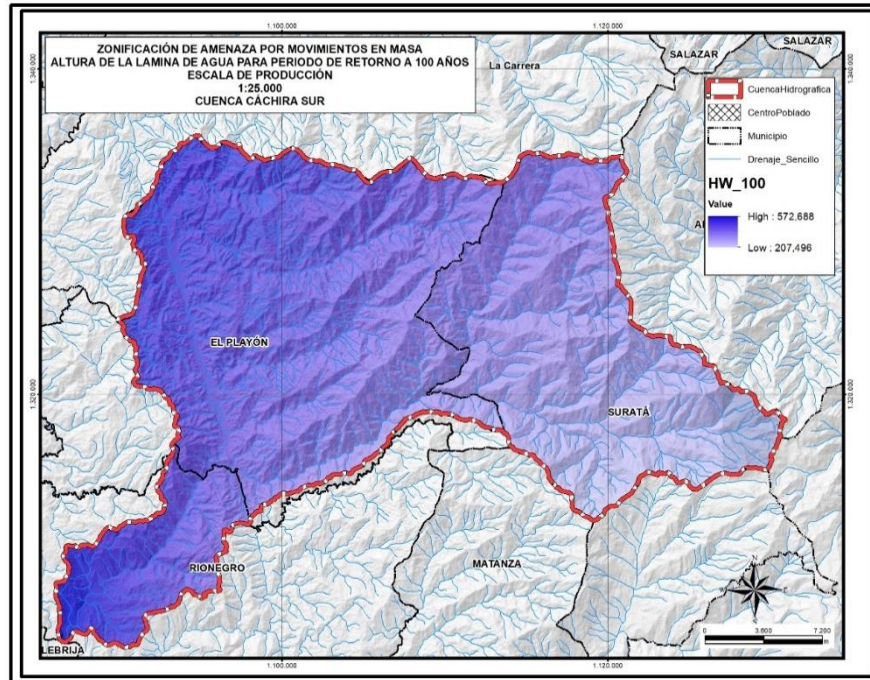 ZONIFICACIÓN DE AMENAZA POR MOVIMIENTOS EN MASA
ALTURA DE LA LAMINA DE AGUA PARA PERIODO DE RETORNO A 100 AÑOS
ESCALA DE PRODUCCIÓN
1:25.000
CUENCA CÁCHIRA SUR
1.100.000
1.120.000
1.340.000
1.340.000
La Carrera
SALAZAR
SALAZAR
CuencaHidrografica
CentroPoblado
Municipio
Drenaje_Sencillo
HW_100
Value
High : 572,688
Low : 207,496
EL PLAYÓN
1.320.000
1.320.000
SURATÁ
RIONEGRO
MATANZA
LEBRIJA
N
0 3.600 7.200
m
1.100.000
1.120.000